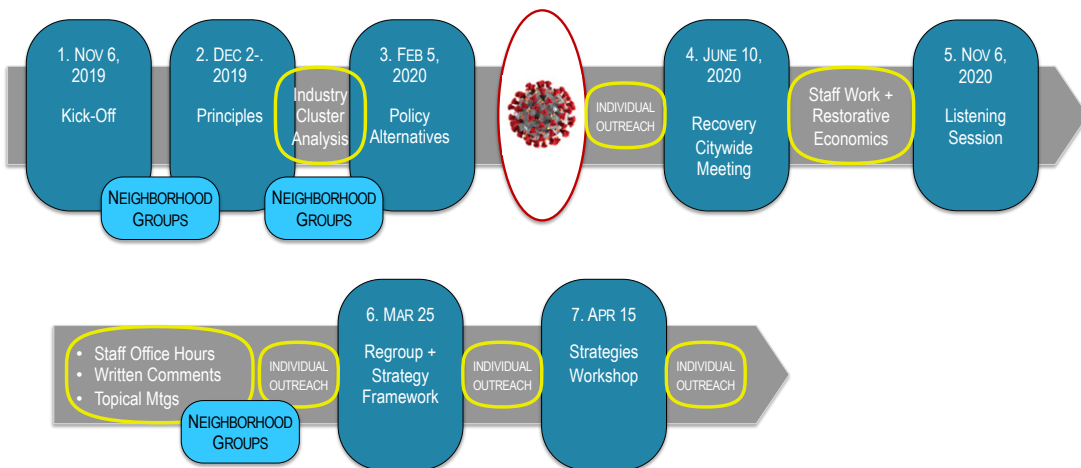 1. NOV 6,
2019
Kick-Off
2. DEC 2-.
2019
Principles
Industry
Cluster
Analysis
3. FEB 5,
2020
Policy
Alternatives
INDIVIDUAL
OUTREACH
4. JUNE 10,
2020
Recovery
Citywide
Meeting
Staff Work +
Restorative
Economics
5. NOV 6,
2020
Listening
Session
NEIGHBORHOOD
GROUPS
NEIGHBORHOOD
GROUPS
• Staff Office Hours
• Written Comments
• Topical Mtgs
NEIGHBORHOOD
GROUPS
INDIVIDUAL
OUTREACH
6. MAR 25
Regroup +
Strategy
Framework
INDIVIDUAL
OUTREACH
7. APR 15
Strategies
Workshop
INDIVIDUAL
OUTREACH